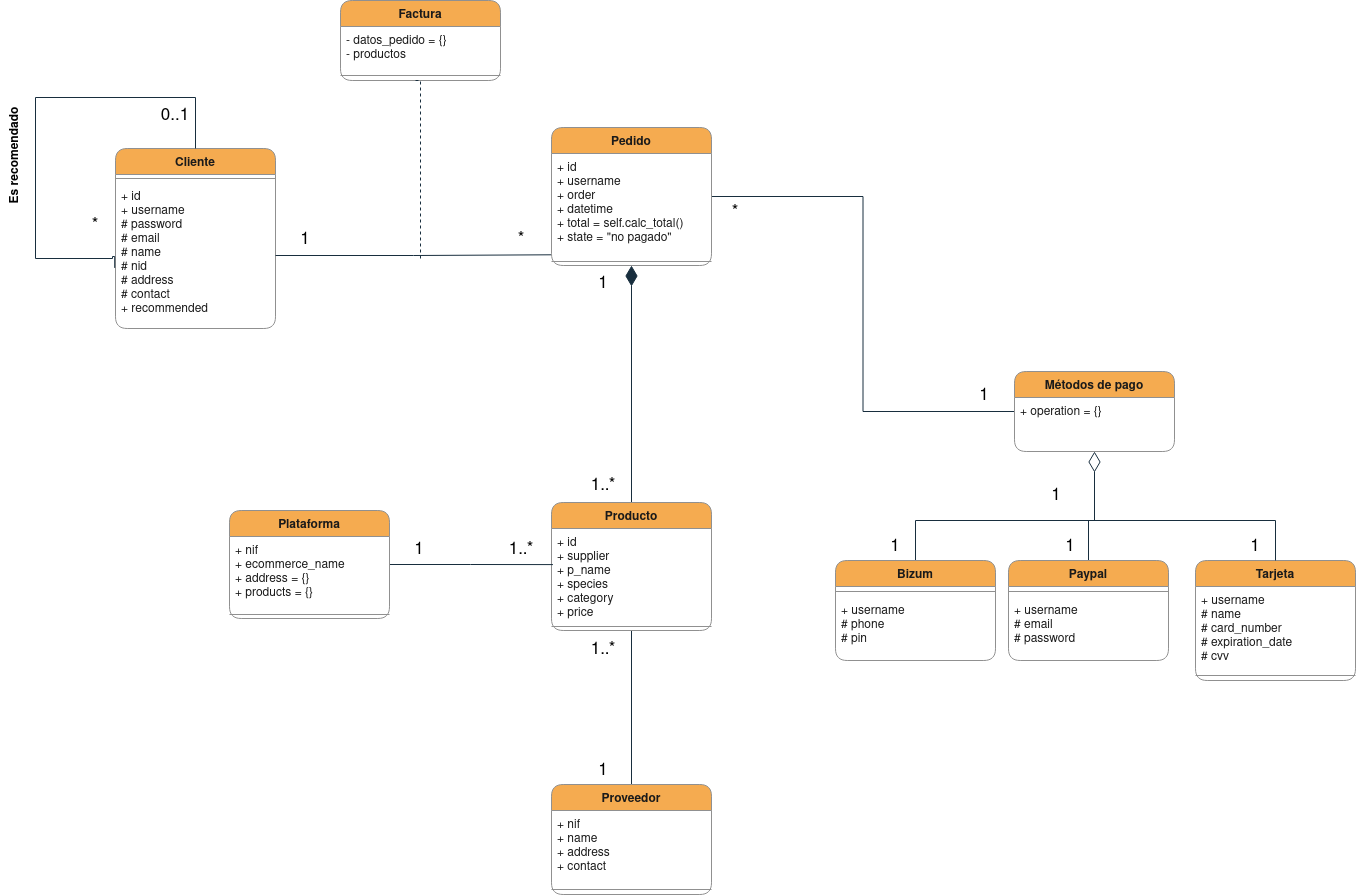 Factura
- datos_pedido = {}
- productos
Es recomendado
0..1
*
Cliente
+ id
+ username
# password
# email
# name
# nid
# address
# contact
+ recommended
1
*
Pedido
+ id
+ username
+ order
+ datetime
+ total = self.calc_total()
+ state = "no pagado"
*
1
1
Métodos de pago
+ operation = {}
1
1..*
Plataforma
+ nif
+ ecommerce_name
+ address = {}
+ products = {}
1
1..*
Producto
+ id
+ supplier
+ p_name
+ species
+ category
+ price
1
Bizum
+ username
# phone
# pin
1
Paypal
+ username
# email
# password
1
Tarjeta
+ username
# name
# card_number
# expiration_date
# cvv
1..*
1
Proveedor
+ nif
+ name
+ address
+ contact